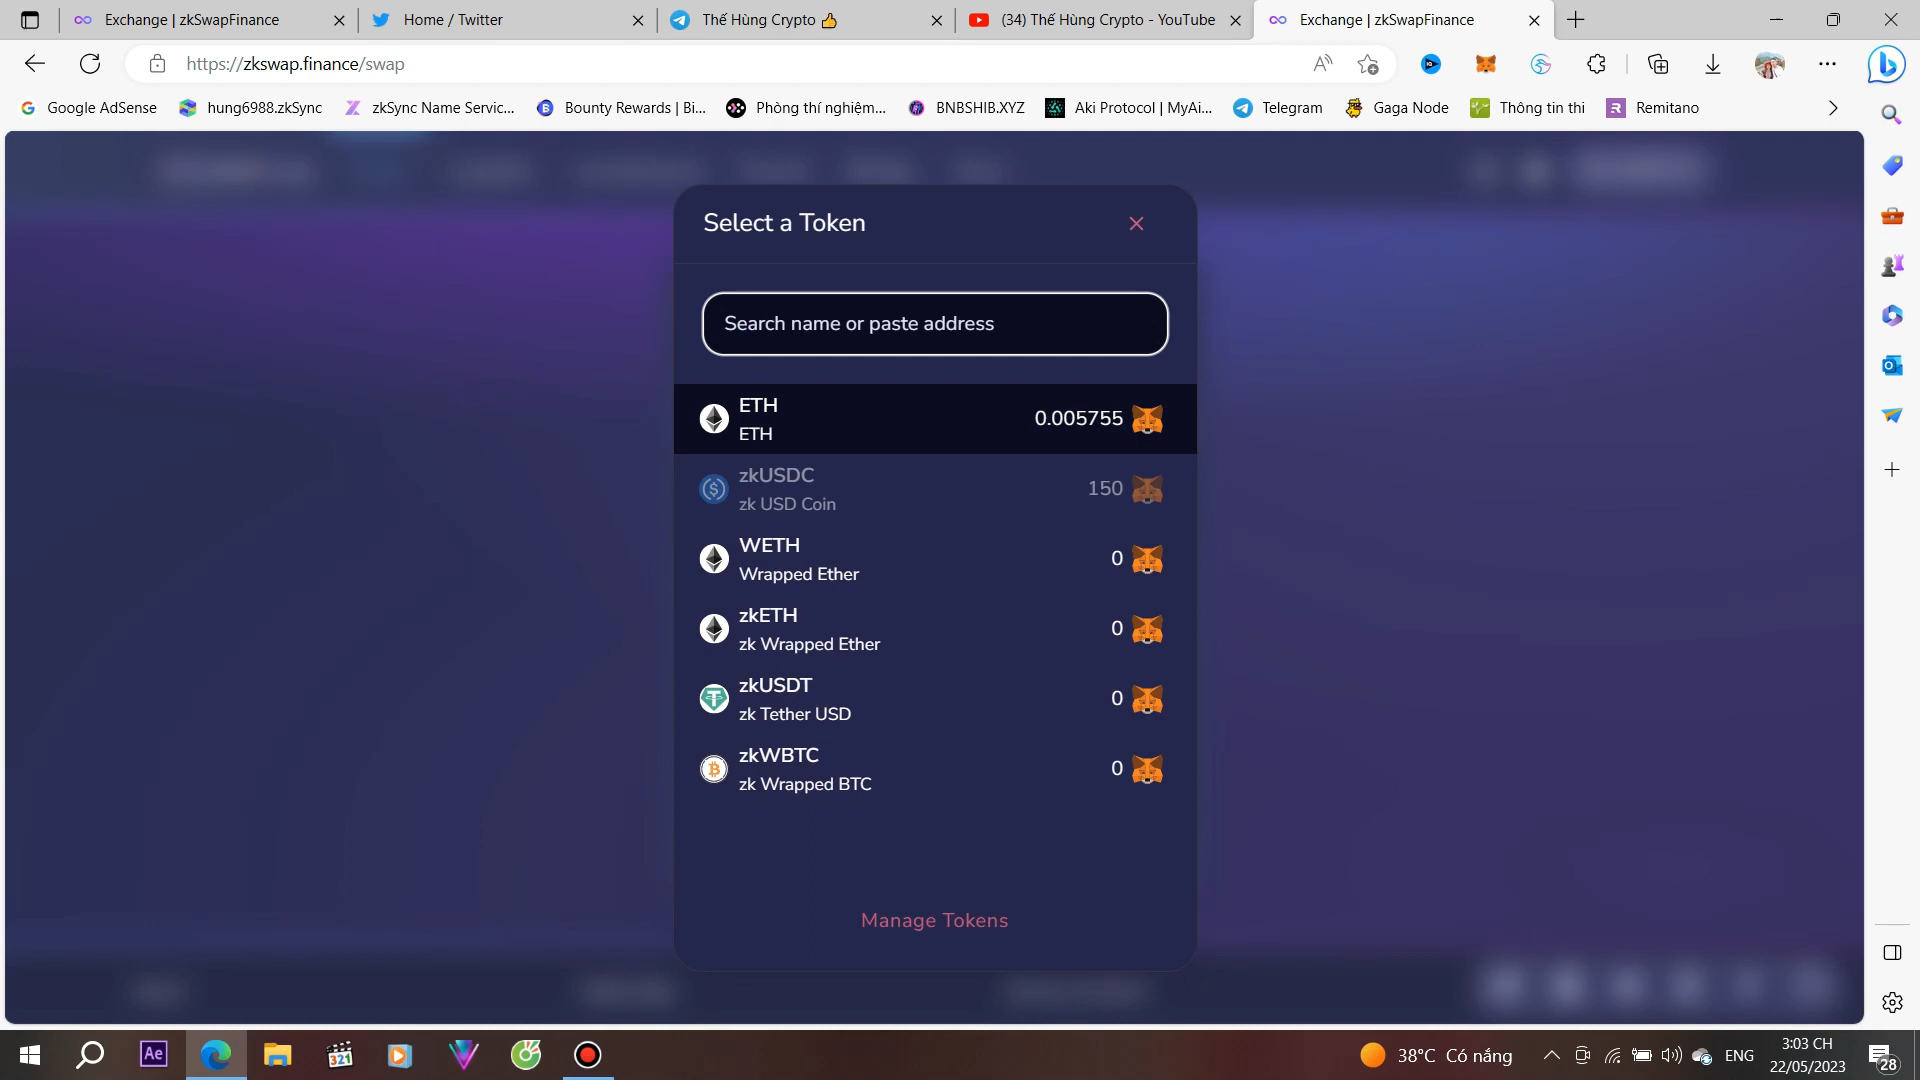 Exchange | zkSwapFinance
Home / Twitter
Thế Hùng Crypto 👍
(34) Thế Hùng Crypto - YouTube
Exchange | zkSwapFinance
https://zkswap.finance/swap
Google AdSense
hung6988.zkSync
zkSync Name Servic...
Bounty Rewards | Bi...
Phòng thí nghiệm...
BNBSHIB.XYZ
Aki Protocol | MyAi...
Telegram
Gaga Node
Thông tin thi
Remitano
Select a Token
Search name or paste address
ETH
0.005755
ETH
zkUSDC
150
zk USD Coin
WETH
0
Wrapped Ether
zkETH
0
zk Wrapped Ether
zkUSDT
0
zk Tether USD
zkWBTC
0
zk Wrapped BTC
Manage Tokens
Ae
321
38°C Có nắng
ENG
3:03 CH
22/05/2023
28